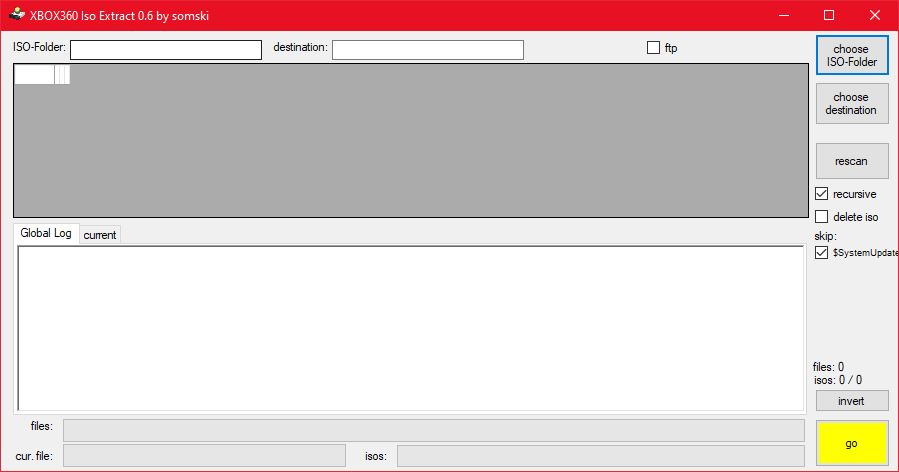 XBOX360 Iso Extract 0.6 by somski
ISO-Folder:
destination:
ftp
choose
ISO-Folder
choose
destination
rescan
recursive
delete iso
skip:
$SystemUpdate
Global Log
current
files: 0
isos: 0 / 0
invert
files:
go
cur. file:
isos: